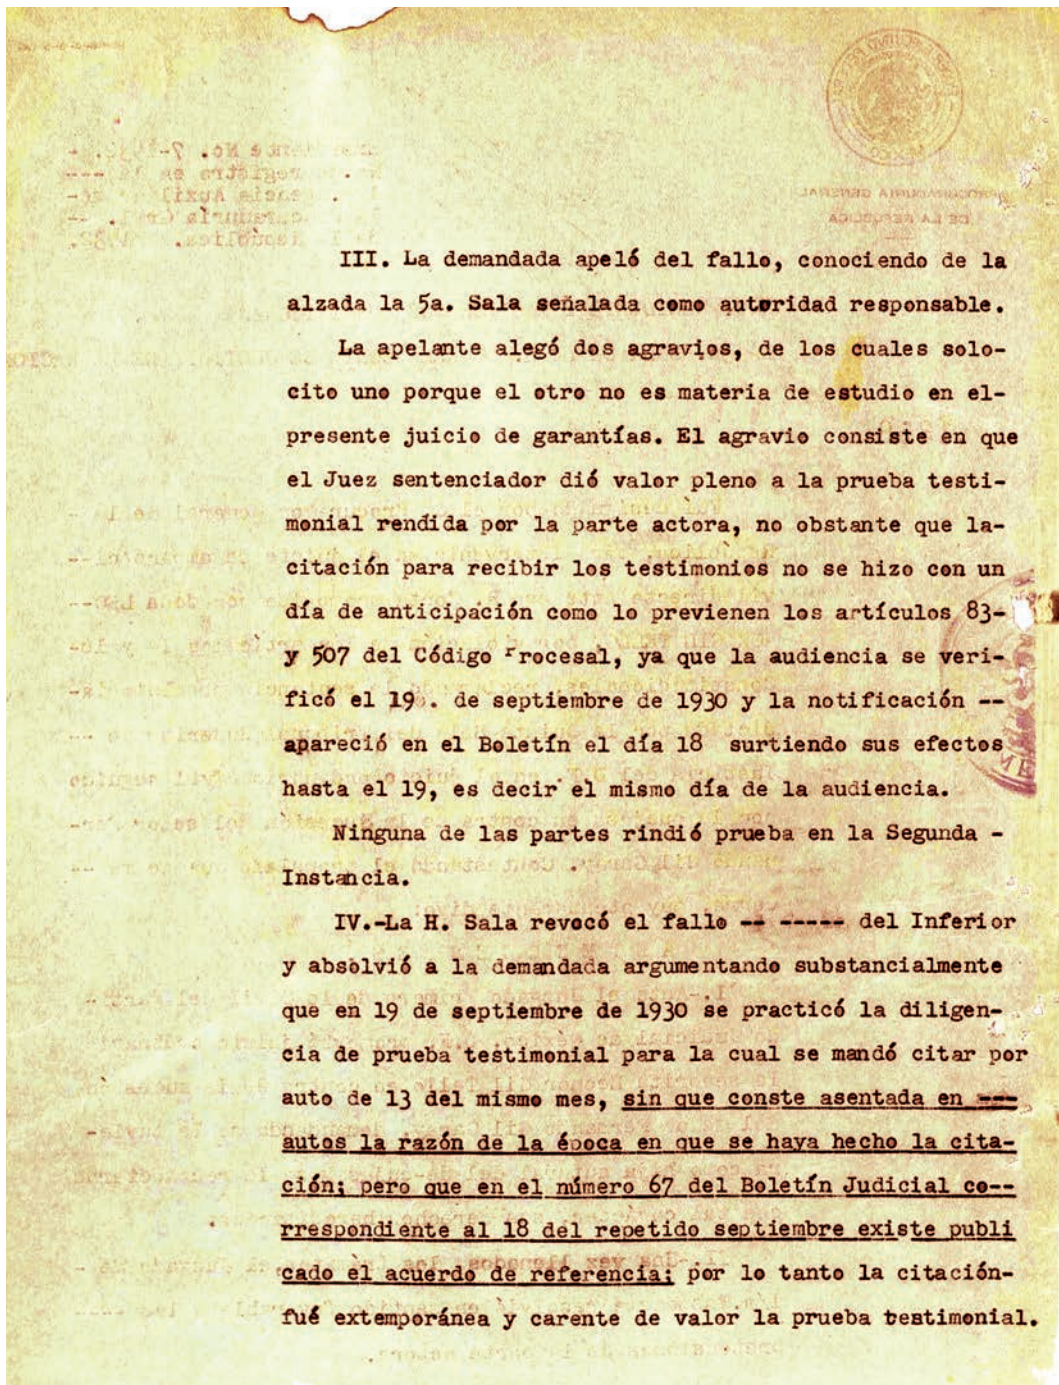 III. La demandada apeló del fallo, conociendo de la
alzada la 5a. Sala señalada como autoridad responsable.
La apelante alegó dos agravios, de los cuales solo-
cito uno porque el otro no es materia de estudio en el-
presente juicio de garantías. El agravio consiste en que
el Juez sentenciador dió valor pleno a la prueba testi-
monial rendida por la parte actora, no obstante que la-
citación para recibir los testimonios no se hizo con un
día de anticipación como lo previenen los artículos 83-
y 507 del Código Procesal, ya que la audiencia se veri-
ficó el 19 . de septiembre de 1930 y la notificación --
apareció en el Boletín el día 18 surtiendo sus efectos
hasta el 19, es decir el mismo día de la audiencia.
Ninguna de las partes rindió prueba en la Segunda -
Instancia.
IV.-La H. Sala revocó el fallo -- ----- del Inferior
y absolvió a la demandada argumentando substancialmente
que en 19 de septiembre de 1930 se practicó la diligen-
cia de prueba testimonial para la cual se mandó citar por
auto de 13 del mismo mes, sin que conste asentada en ---
autos la razón de la época en que se haya hecho la cita-
ción; pero que en el número 67 del Boletín Judicial co--
rrespondiente al 18 del repetido septiembre existe publi
cado el acuerdo de referencia; por lo tanto la citación-
fué extemporánea y carente de valor la prueba testimonial.